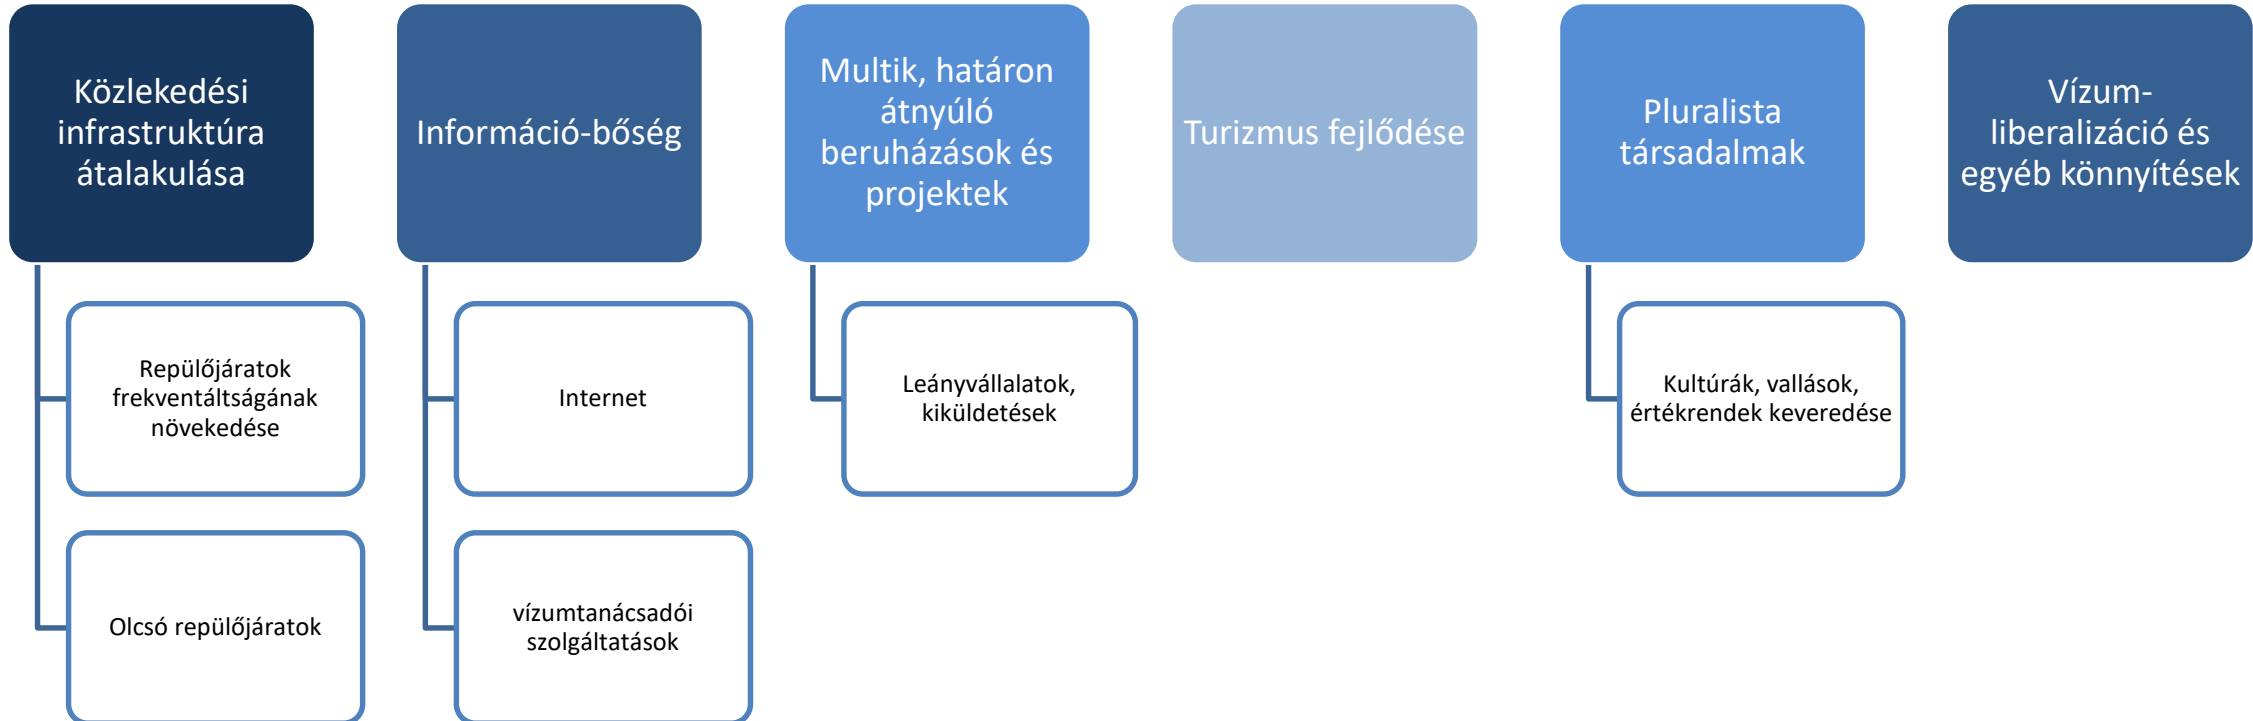 Közlekedési
infrastruktúra
átalakulása
Információ-bőség
Multik, határon
átnyúló
beruházások és
projektek
Turizmus fejlődése
Pluralista
társadalmak
Vízum-
liberalizáció és
egyéb könnyítések
Repülőjáratok
frekventáltságának
növekedése
Internet
Leányvállalatok,
kiküldetések
Kultúrák, vallások,
értékrendek keveredése
Olcsó repülőjáratok
vízumtanácsadói
szolgáltatások